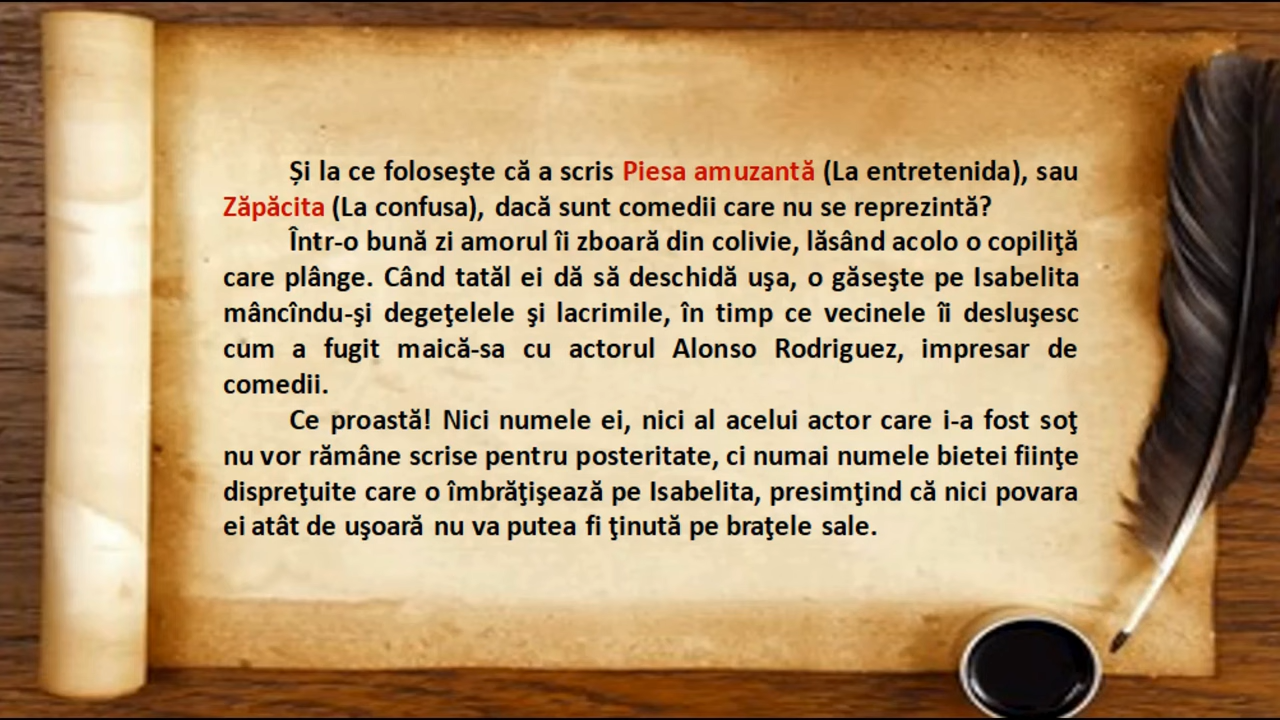 Și la ce foloseşte că a scris Piesa amuzantă (La entretenida), sau
Zăpăcita (La confusa), dacă sunt comedii care nu se reprezintă?
Într-o bună zi amorul îi zboară din colivie, lăsând acolo o copiliţă
care plânge. Când tatăl ei dă să deschidă uşa, o găseşte pe Isabelita
mâncîndu-şi degeţelele şi lacrimile, în timp ce vecinele îi desluşesc
cum a fugit maică-sa cu actorul Alonso Rodriguez, impresar de
comedii.
Ce proastă! Nici numele ei, nici al acelui actor care i-a fost soţ
nu vor rămâne scrise pentru posteritate, ci numai numele bietei fiinţe
dispreţuite care o îmbrăţişează pe Isabelita, presimţind că nici povara
ei atât de uşoară nu va putea fi ţinută pe braţele sale.